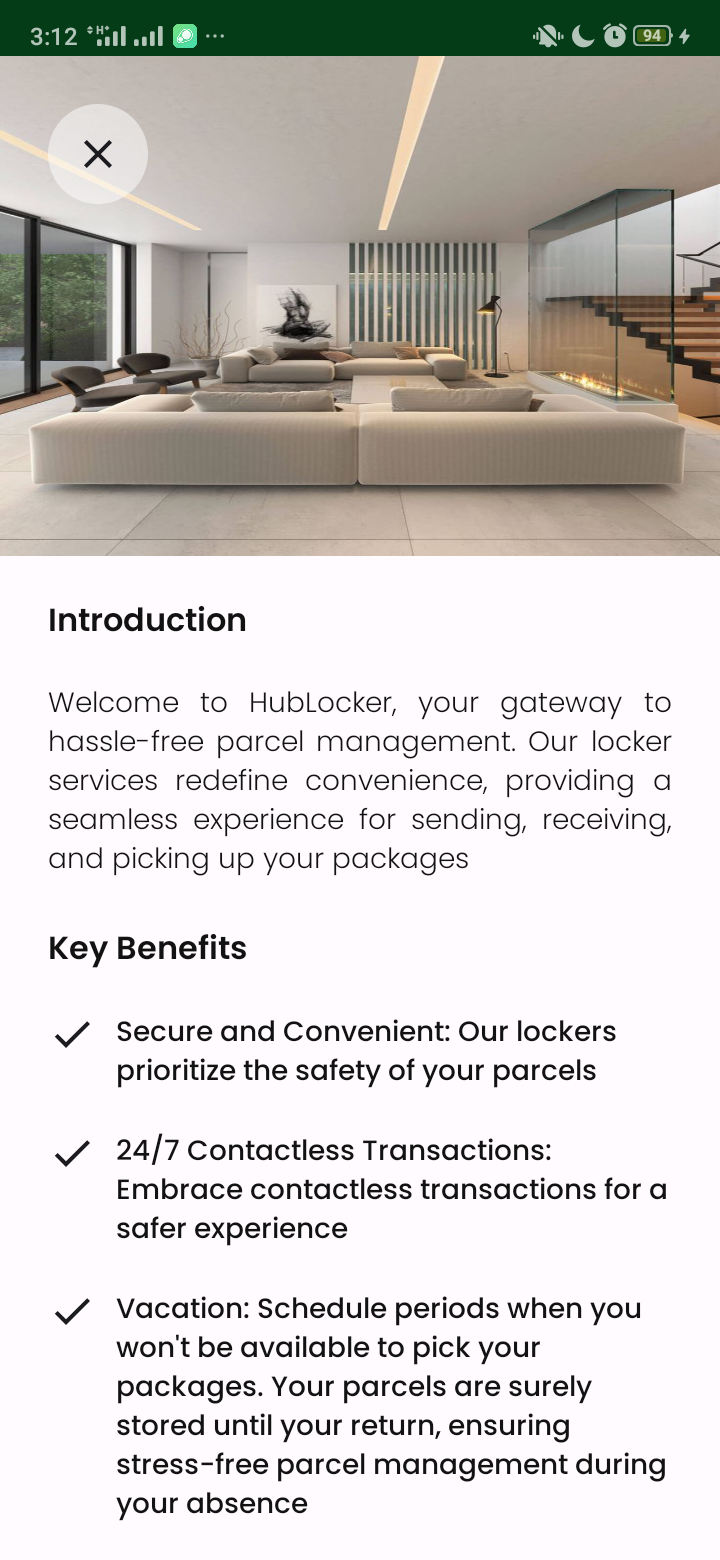 3:12
94
Introduction
Welcome to HubLocker, your gateway to
hassle-free parcel management. Our locker
services redefine convenience, providing a
seamless experience for sending, receiving,
and picking up your packages
Key Benefits
Secure and Convenient: Our lockers
prioritize the safety of your parcels
24/7 Contactless Transactions:
Embrace contactless transactions for a
safer experience
Vacation: Schedule periods when you
won't be available to pick your
packages. Your parcels are surely
stored until your return, ensuring
stress-free parcel management during
your absence